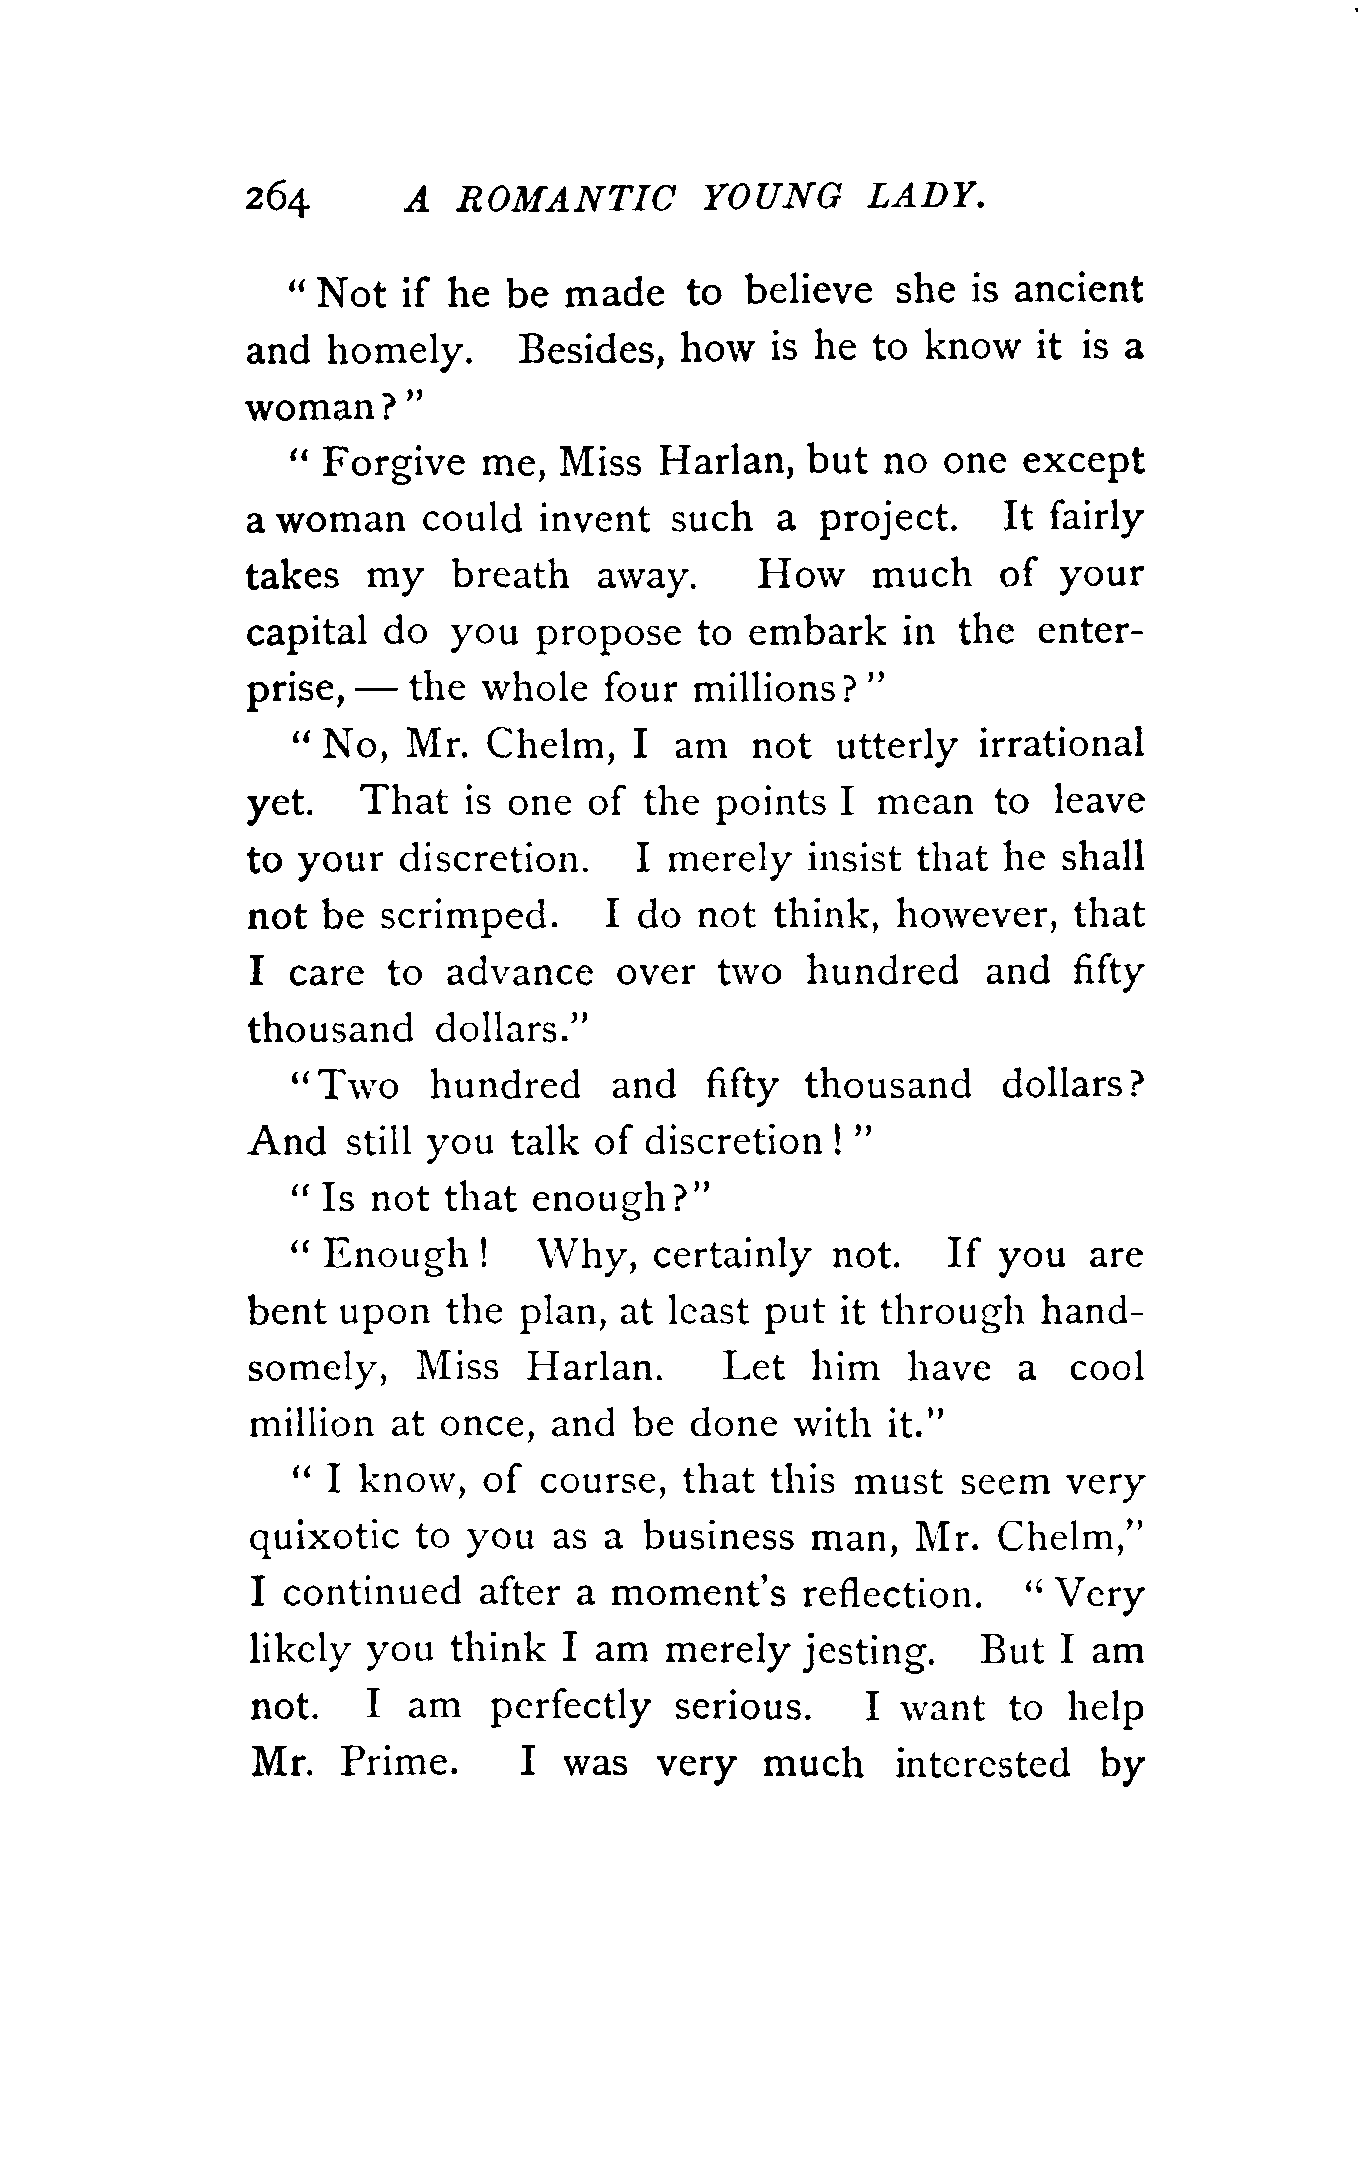 264 A ROMANTIC YOUNG LADY.
"Not if he be made to believe she is ancient
and homely. Besides, how is he to know it is a
woman?"
"Forgive me, Miss Harlan, but no one except
a woman could invent such a project. It fairly
takes my breath away. How much of your
capital do you propose to embark in the enter-
prise, — the whole four millions?"
"No, Mr. Chelm, I am not utterly irrational
yet. That is one of the points I mean to leave
to your discretion. I merely insist that he shall
not be scrimped. I do not think, however, that
I care to advance over two hundred and fifty
thousand dollars."
"Two hundred and fifty thousand dollars?
And still you talk of discretion!"
"Is not that enough?"
"Enough! Why, certainly not. If you are
bent upon the plan, at least put it through hand-
somely, Miss Harlan. Let him have a cool
million at once, and be done with it."
"I know, of course, that this must seem very
quixotic to you as a business man, Mr. Chelm,"
I continued after a moment's reflection. "Very
likely you think I am merely jesting. But I am
not. I am perfectly serious. I want to help
Mr. Prime. I was very much interested by